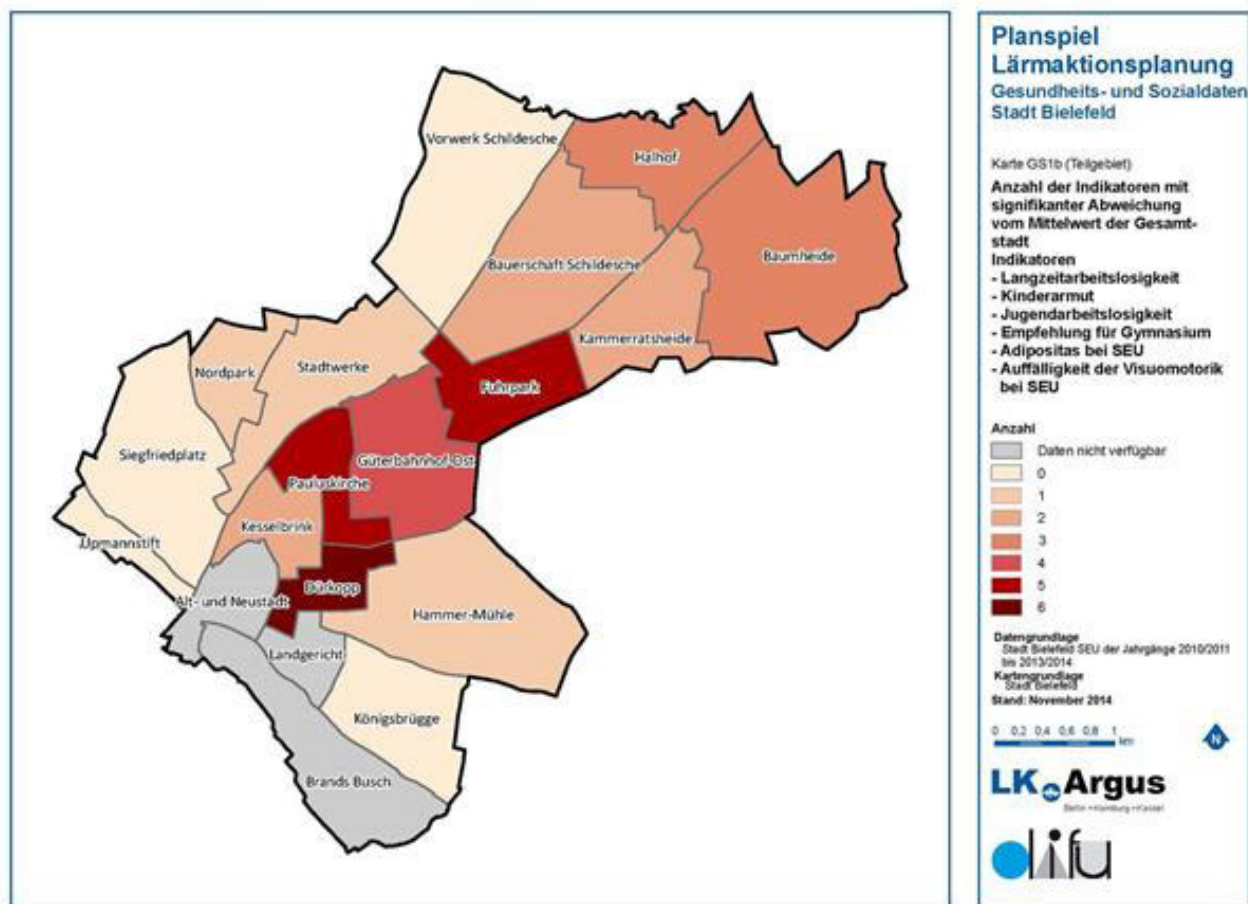 Vorwerk Schildesche
Halhof
Baumheide
Bauerschaft Schildesche
Kammerratsheide
Stadtwerke
Nordpark
Fuhrpark
Siegfriedplatz
Güterbahnhof Ost
Pauluskirche
Kesselbrink
Upmannstift
Dürkopp
Alt- und Neustadt
Hammer-Mühle
Landgericht
Königsbrügge
Brands Busch
Planspiel
Lärmaktionsplanung
Gesundheits- und Sozialdaten
Stadt Bielefeld
Karte GS1b (Teilgebiet)
Anzahl der Indikatoren mit
signifikanter Abweichung
vom Mittelwert der Gesamt-
stadt
Indikatoren
- Langzeitarbeitslosigkeit
- Kinderarmut
- Jugendarbeitslosigkeit
- Empfehlung für Gymnasium
- Adipositas bei SEU
- Auffälligkeit der Visuomotorik
bei SEU
Anzahl
Daten nicht verfügbar
0
1
2
3
4
5
6
Datengrundlage
Stadt Bielefeld SEU der Jahrgänge 2010/2011
bis 2013/2014
Kartengrundlage
Stadt Bielefeld
Stand: November 2014
0 0,2 0,4 0,6 0,8 1
km
N
LK Argus
Berlin • Hamburg • Kassel
lifu